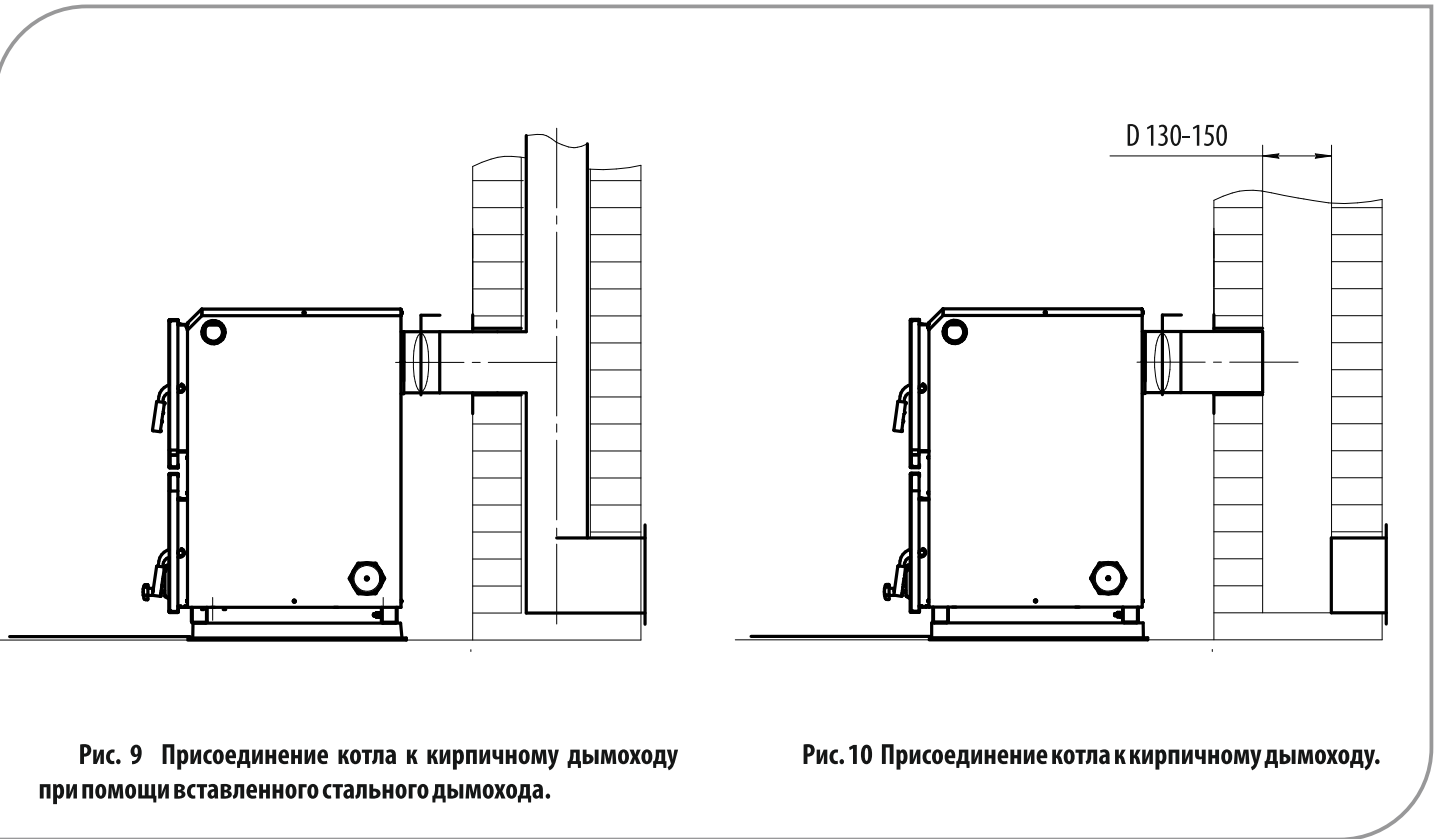 D 130-150
Рис. 9 Присоединение котла к кирпичному дымоходу
при помощи вставленного стального дымохода.
Рис. 10 Присоединение котла к кирпичному дымоходу.